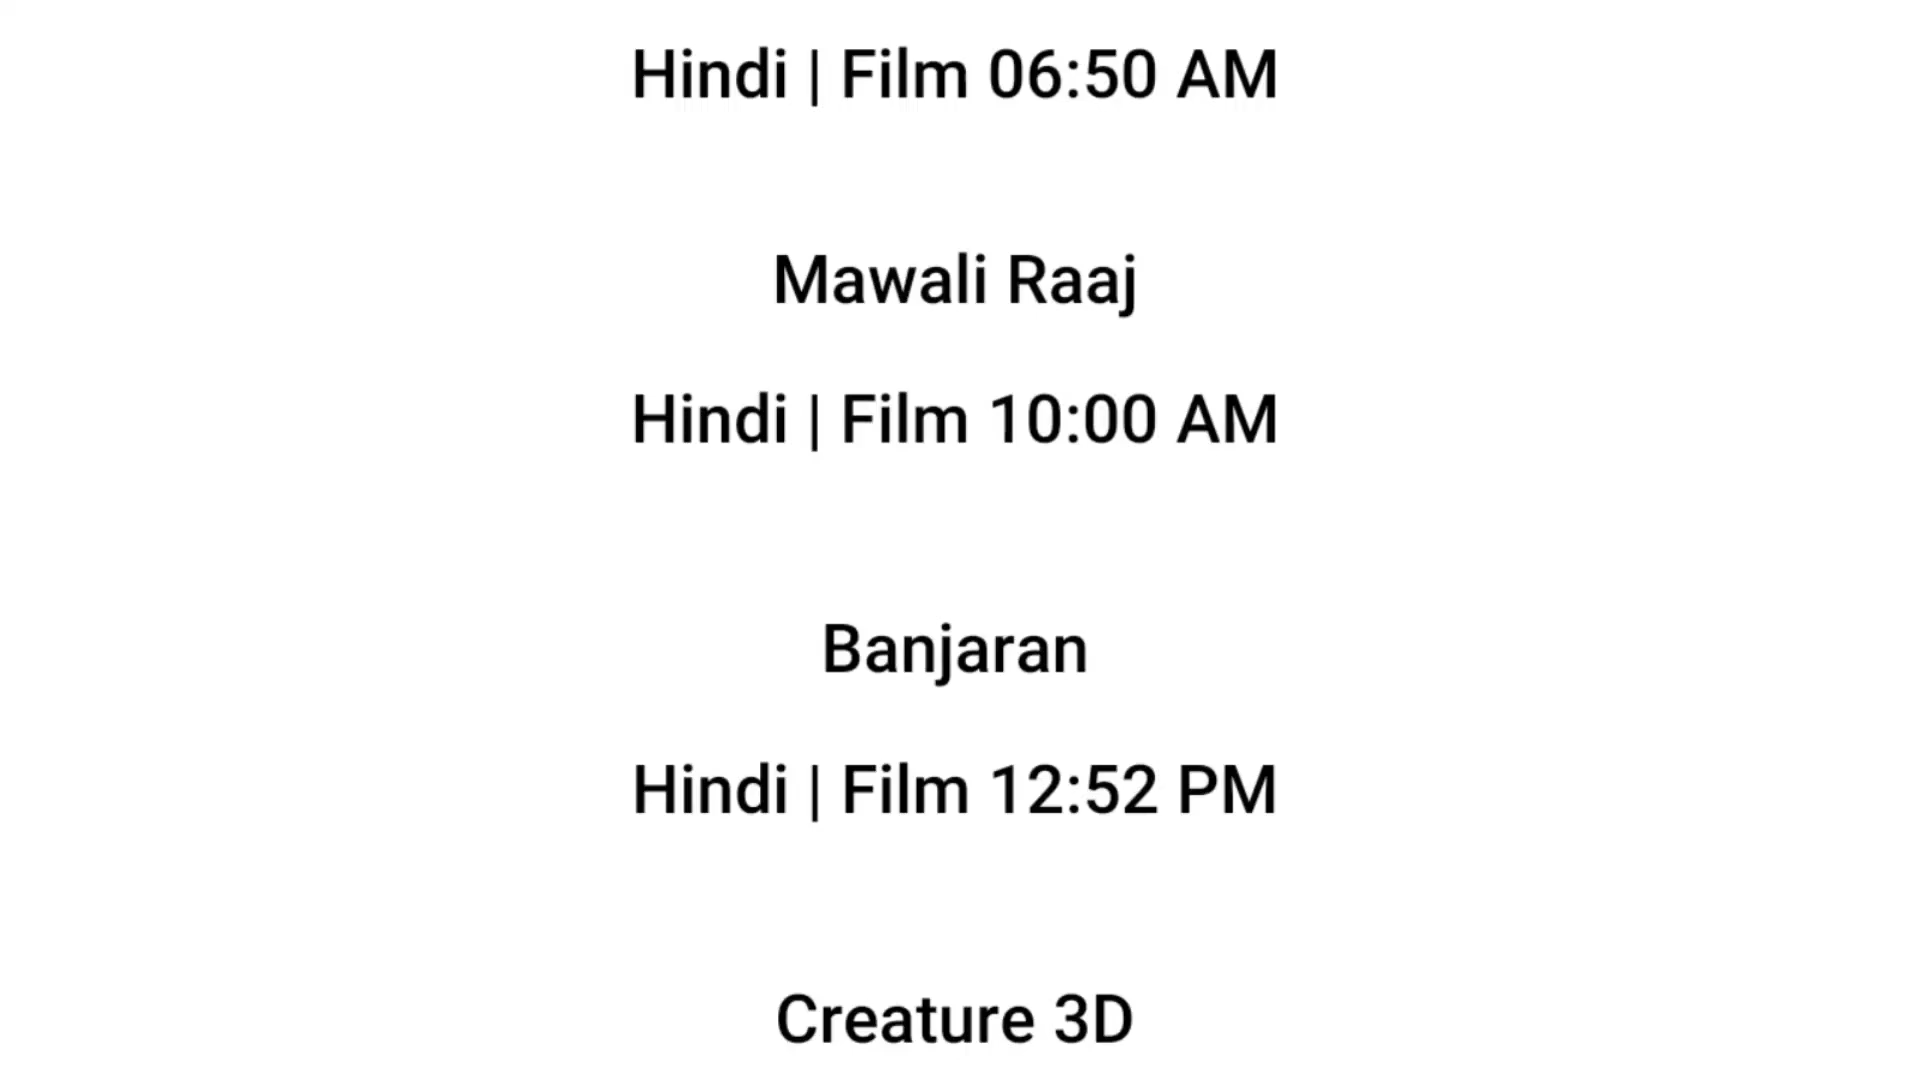 Hindi | Film 06:50 AM
Mawali Raaj
Hindi | Film 10:00 AM
Banjaran
Hindi | Film 12:52 PM
Creature 3D